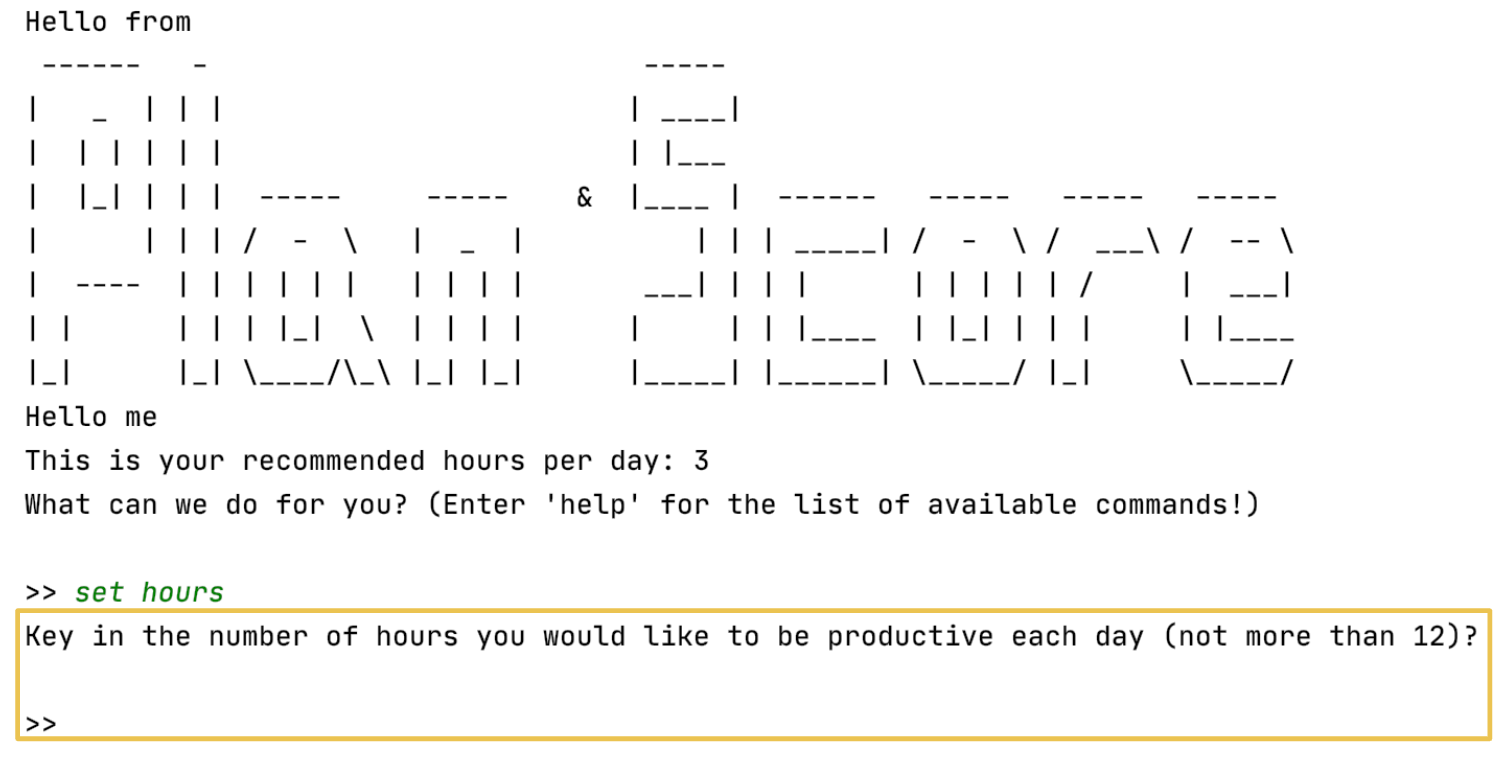 Hello from
 ------   -                          -----
|   _  | | |                        | ____|
|  | | | | |                        | |___
|  |_| | | |  -----     -----    &  |____ |  ------   -----   -----   -----
|      | | | /  -  \   |  _  |          | | | _____| /  -  \ /  ___\ /  -- \
|  ----  | | | | | |   | | | |       ___| | | |      | | | | | /     |  ___|
| |      | | | |_|  \  | | | |      |     | | |____  | |_| | | |     | |____
|_|      |_| \____/\_\ |_| |_|      |_____| |______| \_____/ |_|     \_____/
Hello me
This is your recommended hours per day: 3
What can we do for you? (Enter 'help' for the list of available commands!)
>> set hours
Key in the number of hours you would like to be productive each day (not more than 12)?
>>